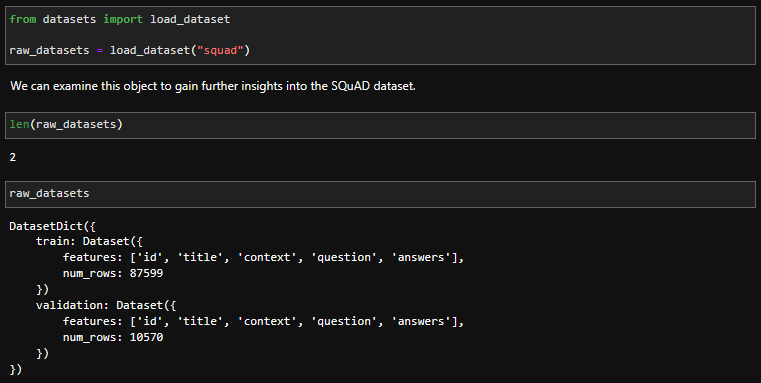 from datasets import load_dataset
raw_datasets = load_dataset("squad")
We can examine this object to gain further insights into the SQuAD dataset.
len(raw_datasets)
2
raw_datasets
DatasetDict({
    train: Dataset({
        features: ['id', 'title', 'context', 'question', 'answers'],
        num_rows: 87599
    })
    validation: Dataset({
        features: ['id', 'title', 'context', 'question', 'answers'],
        num_rows: 10570
    })
})